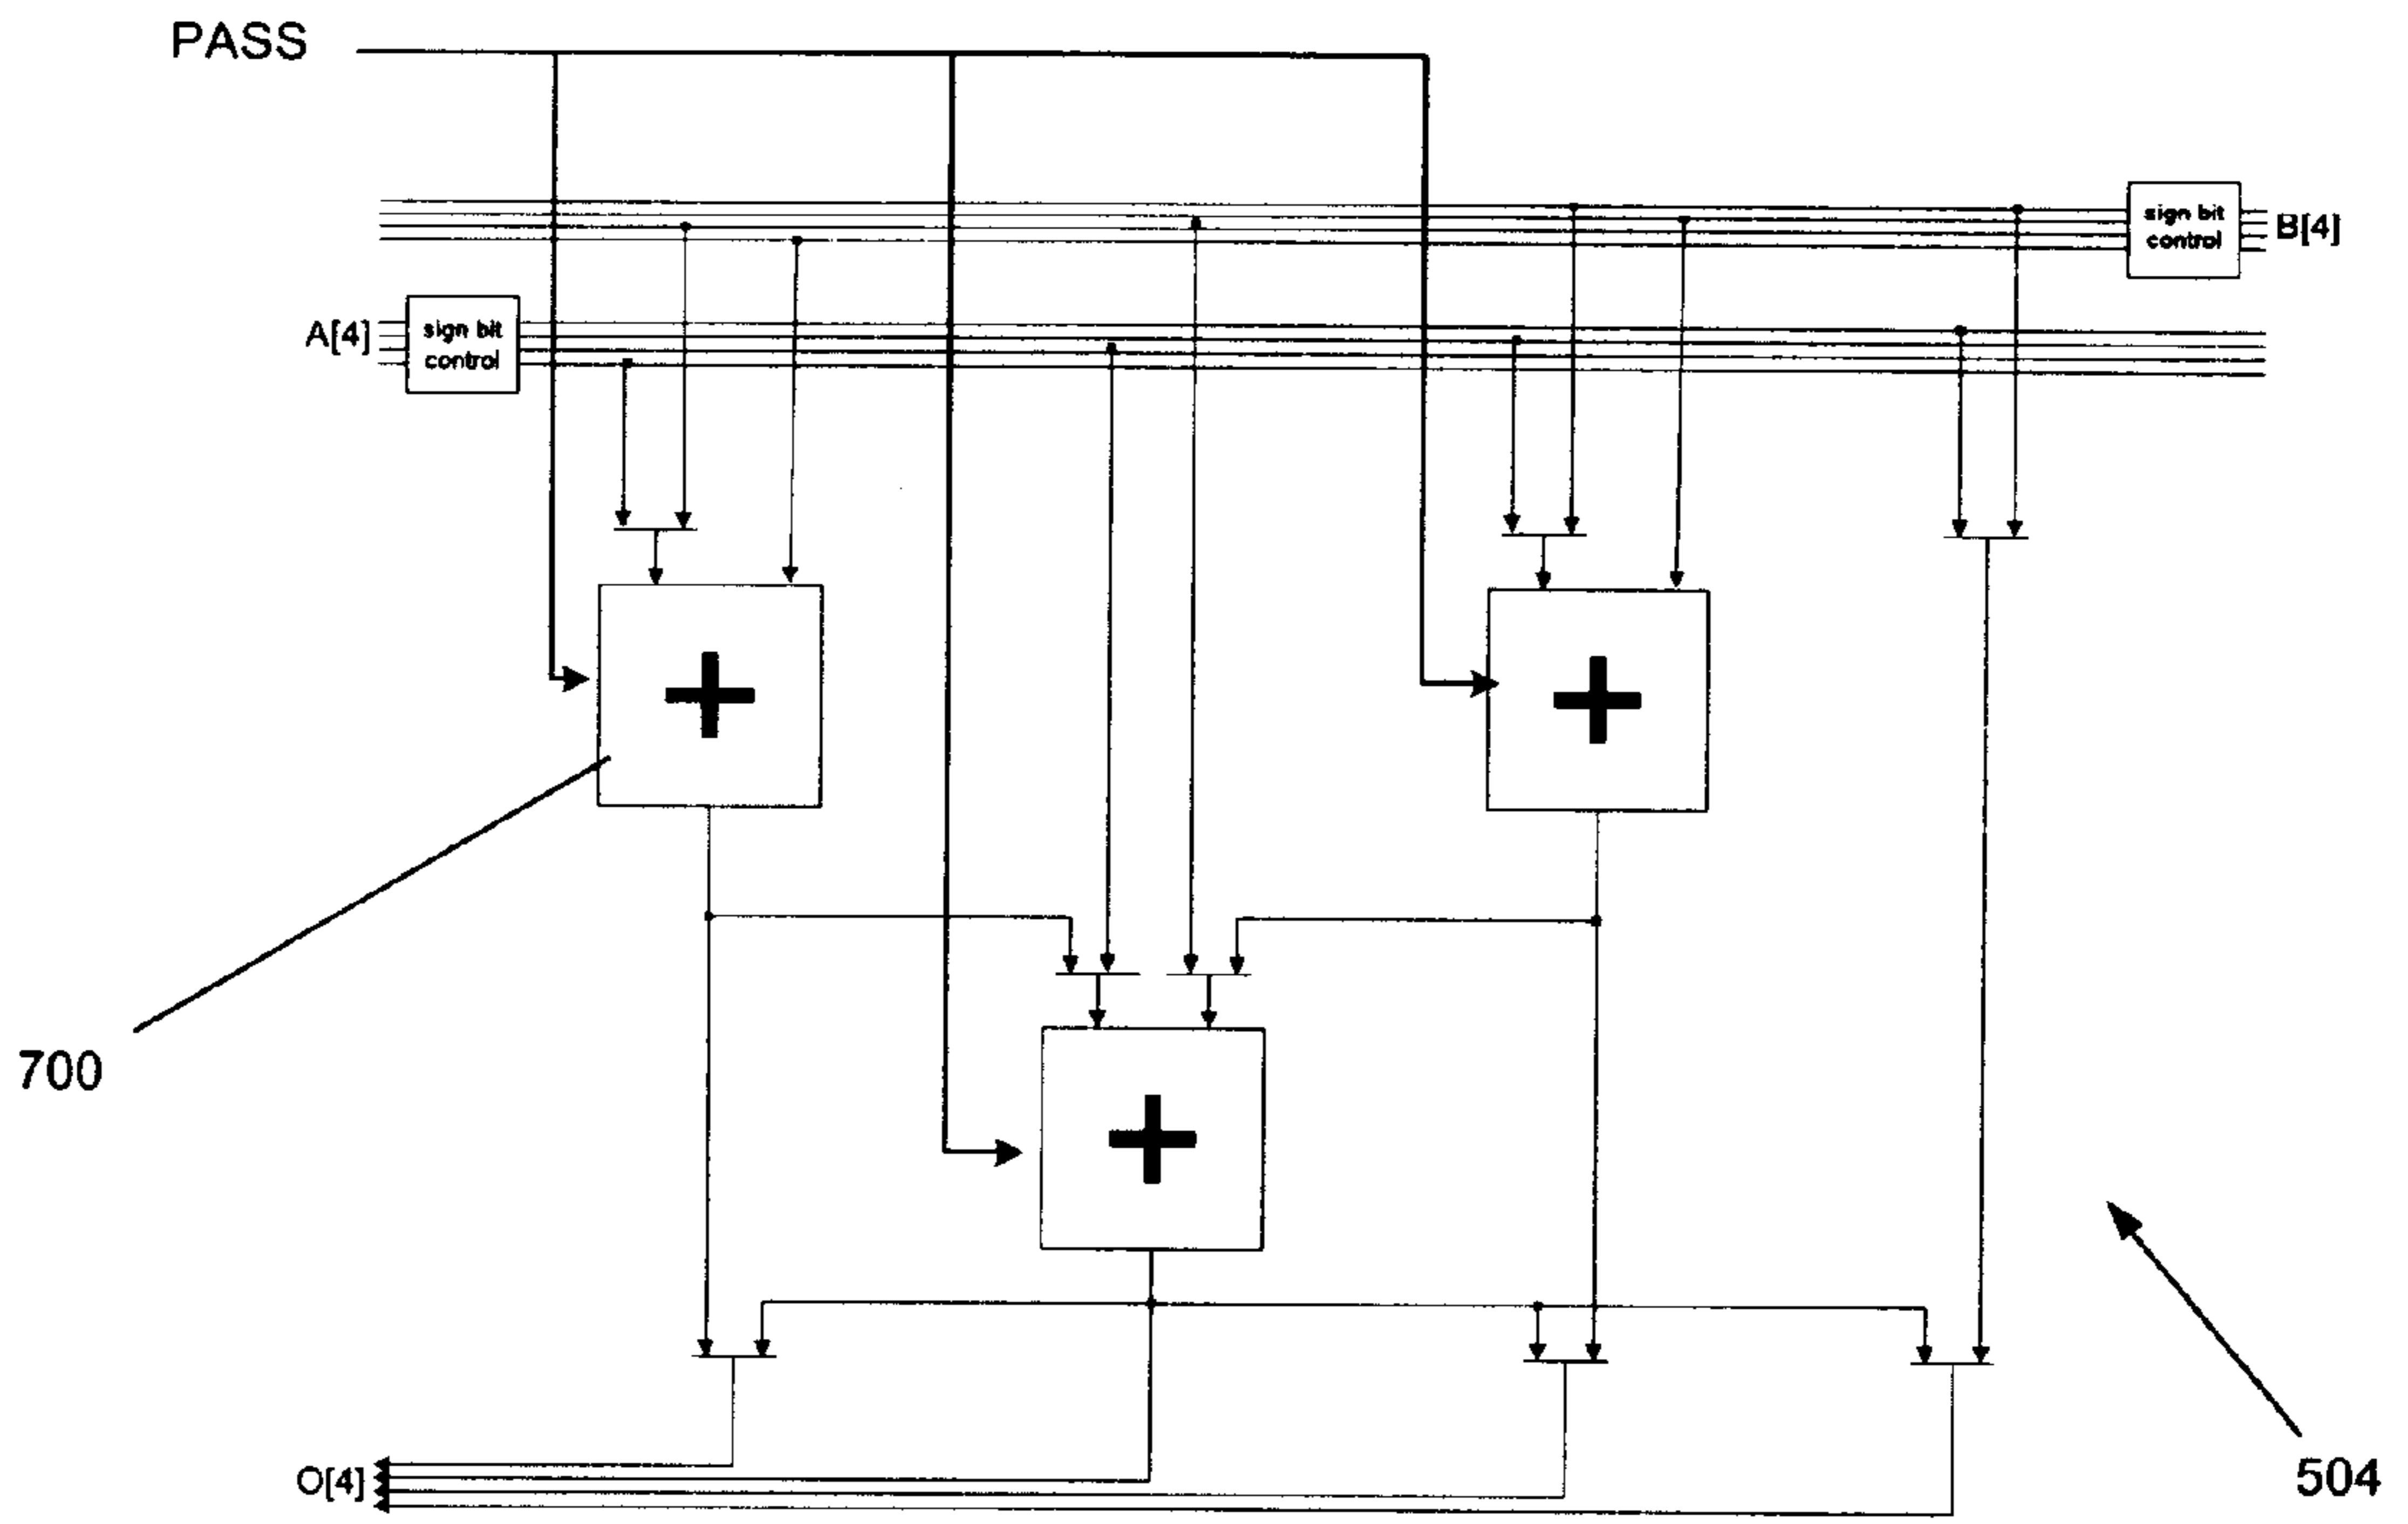 PASS
sign bit
control
B[4]
A[4]
sign bit
control
+
+
700
+
504
O[4]